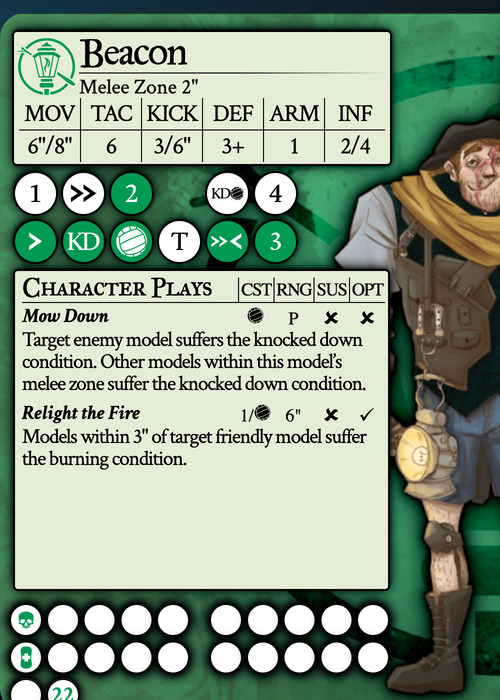 Beacon
Melee Zone 2"
MOV TAC KICK DEF ARM INF
6"/8" 6 3/6" 3+ 1 2/4
1 >> 2 KD 4
> KD T >>< 3
CHARACTER PLAYS CST RNG SUS OPT
Mow Down P ✘ ✘
Target enemy model suffers the knocked down
condition. Other models within this model's
melee zone suffer the knocked down condition.
Relight the Fire 1/ 6" ✘ ✓
Models within 3" of target friendly model suffer
the burning condition.
22